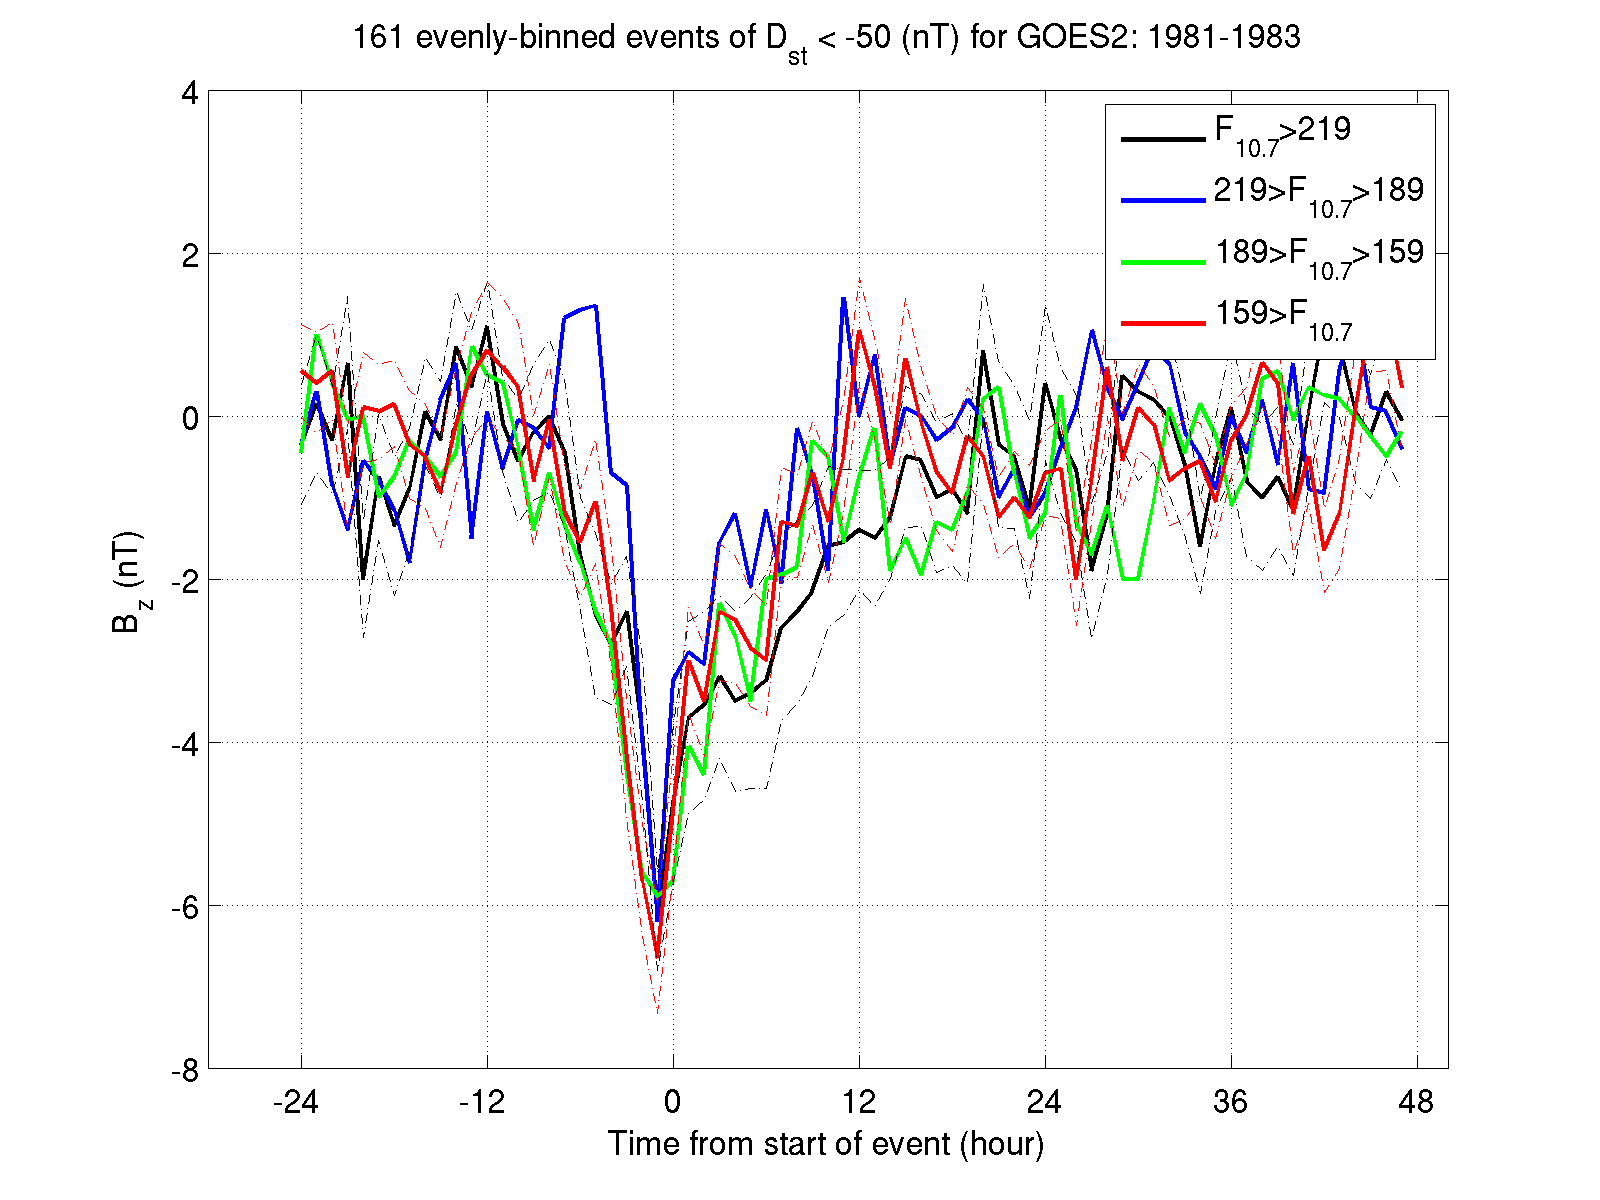 161 evenly-binned events of Dst < -50 (nT) for GOES2: 1981-1983
4
2
0
-2
-4
-6
-8
Bz (nT)
F10.7>219
219>F10.7>189
189>F10.7>159
159>F10.7
-24 -12 0 12 24 36 48
Time from start of event (hour)